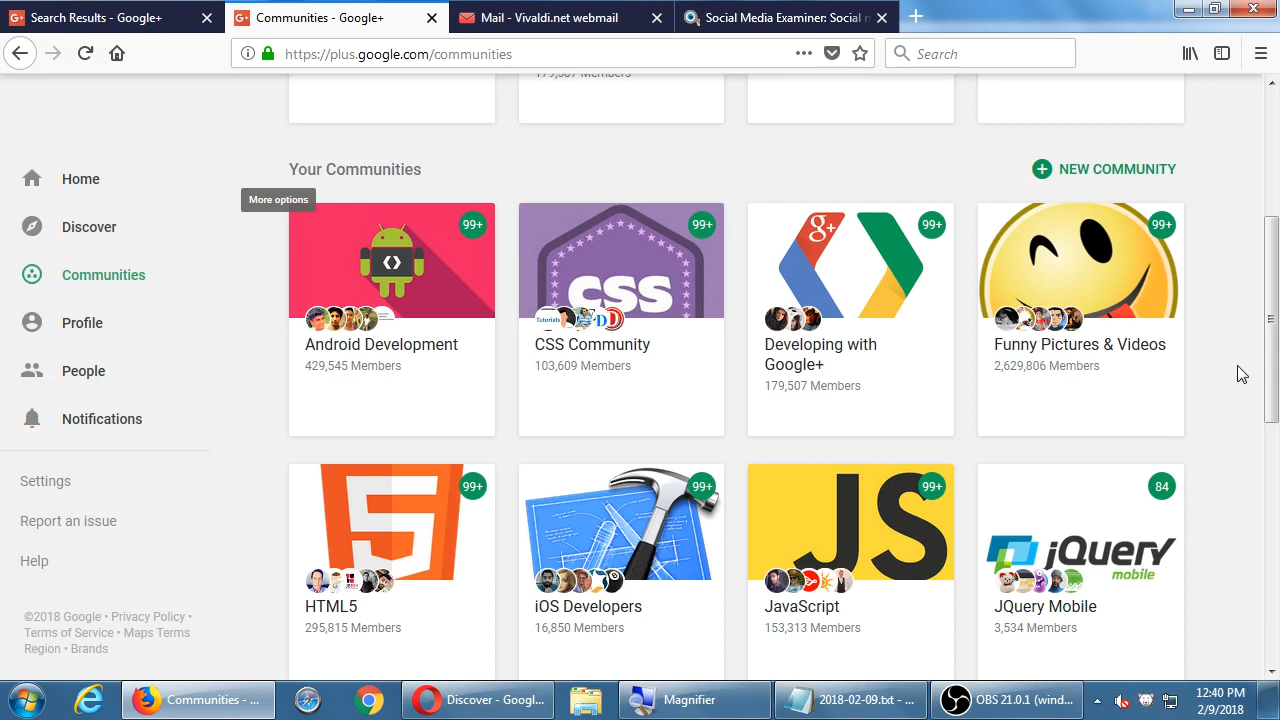 Search Results - Google+
Communities - Google+
Mail - Vivaldi.net webmail
Social Media Examiner: Social
https://plus.google.com/communities
Search
Home
Discover
Communities
Profile
People
Notifications
Settings
Report an issue
Help
©2018 Google • Privacy Policy •
Terms of Service • Maps Terms
Region • Brands
179,507 Members
Your Communities
NEW COMMUNITY
More options
99+
99+
99+
99+
CSS
g+
Tutorials
Android Development
429,545 Members
CSS Community
103,609 Members
Developing with
Google+
179,507 Members
Funny Pictures & Videos
2,629,806 Members
99+
99+
99+
84
5
JS
jQuery
mobile
HTML5
295,815 Members
iOS Developers
16,850 Members
JavaScript
153,313 Members
JQuery Mobile
3,534 Members
Communities - ...
Discover - Googl...
Magnifier
2018-02-09.txt - ...
OBS 21.0.1 (wind...
12:40 PM
2/9/2018